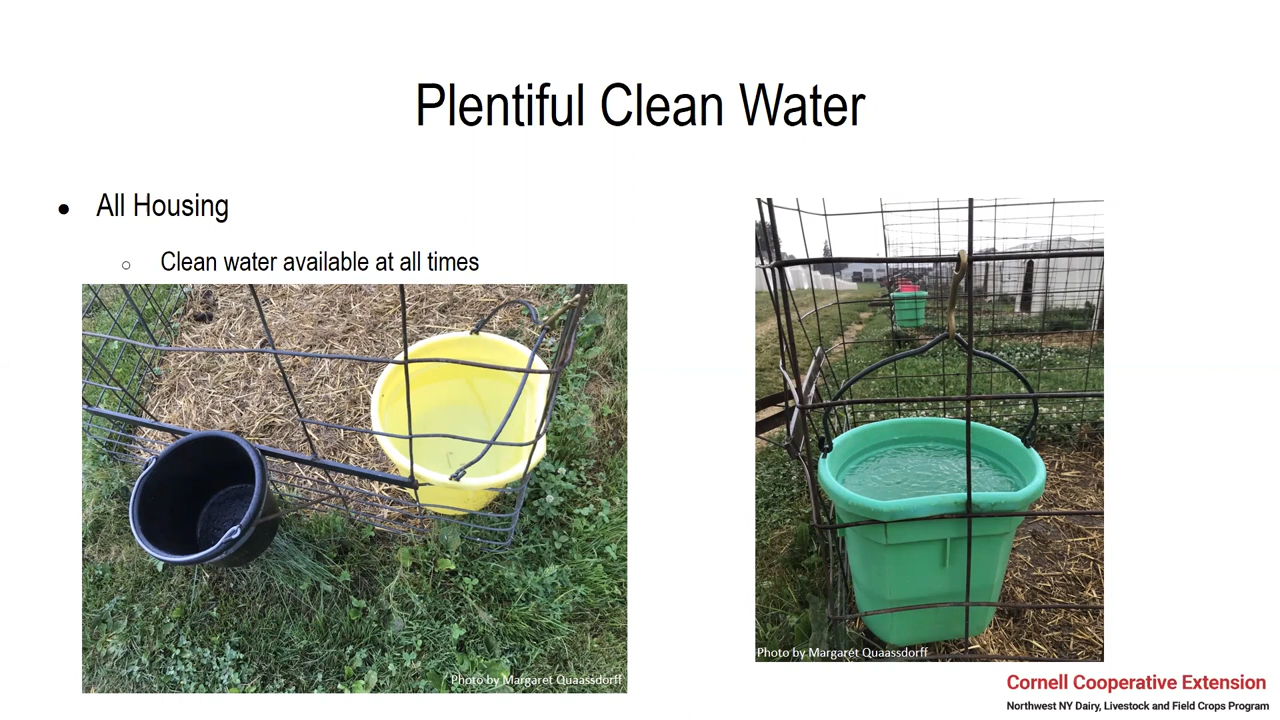 Plentiful Clean Water
● All Housing
○ Clean water available at all times
Photo by Margaret Quaassdorff
Photo by Margaret Quaassdorff
Cornell Cooperative Extension
Northwest NY Dairy, Livestock and Field Crops Program